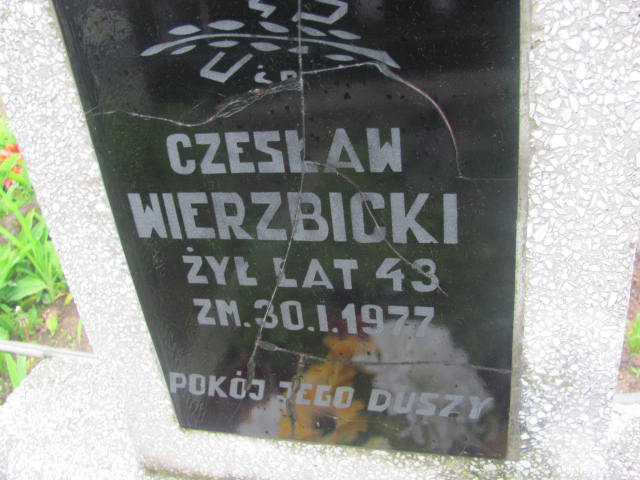 Ś.P.
CZESŁAW
WIERZBICKI
ŻYŁ LAT 43
ZM. 30.I.1977
POKÓJ JEGO DUSZY